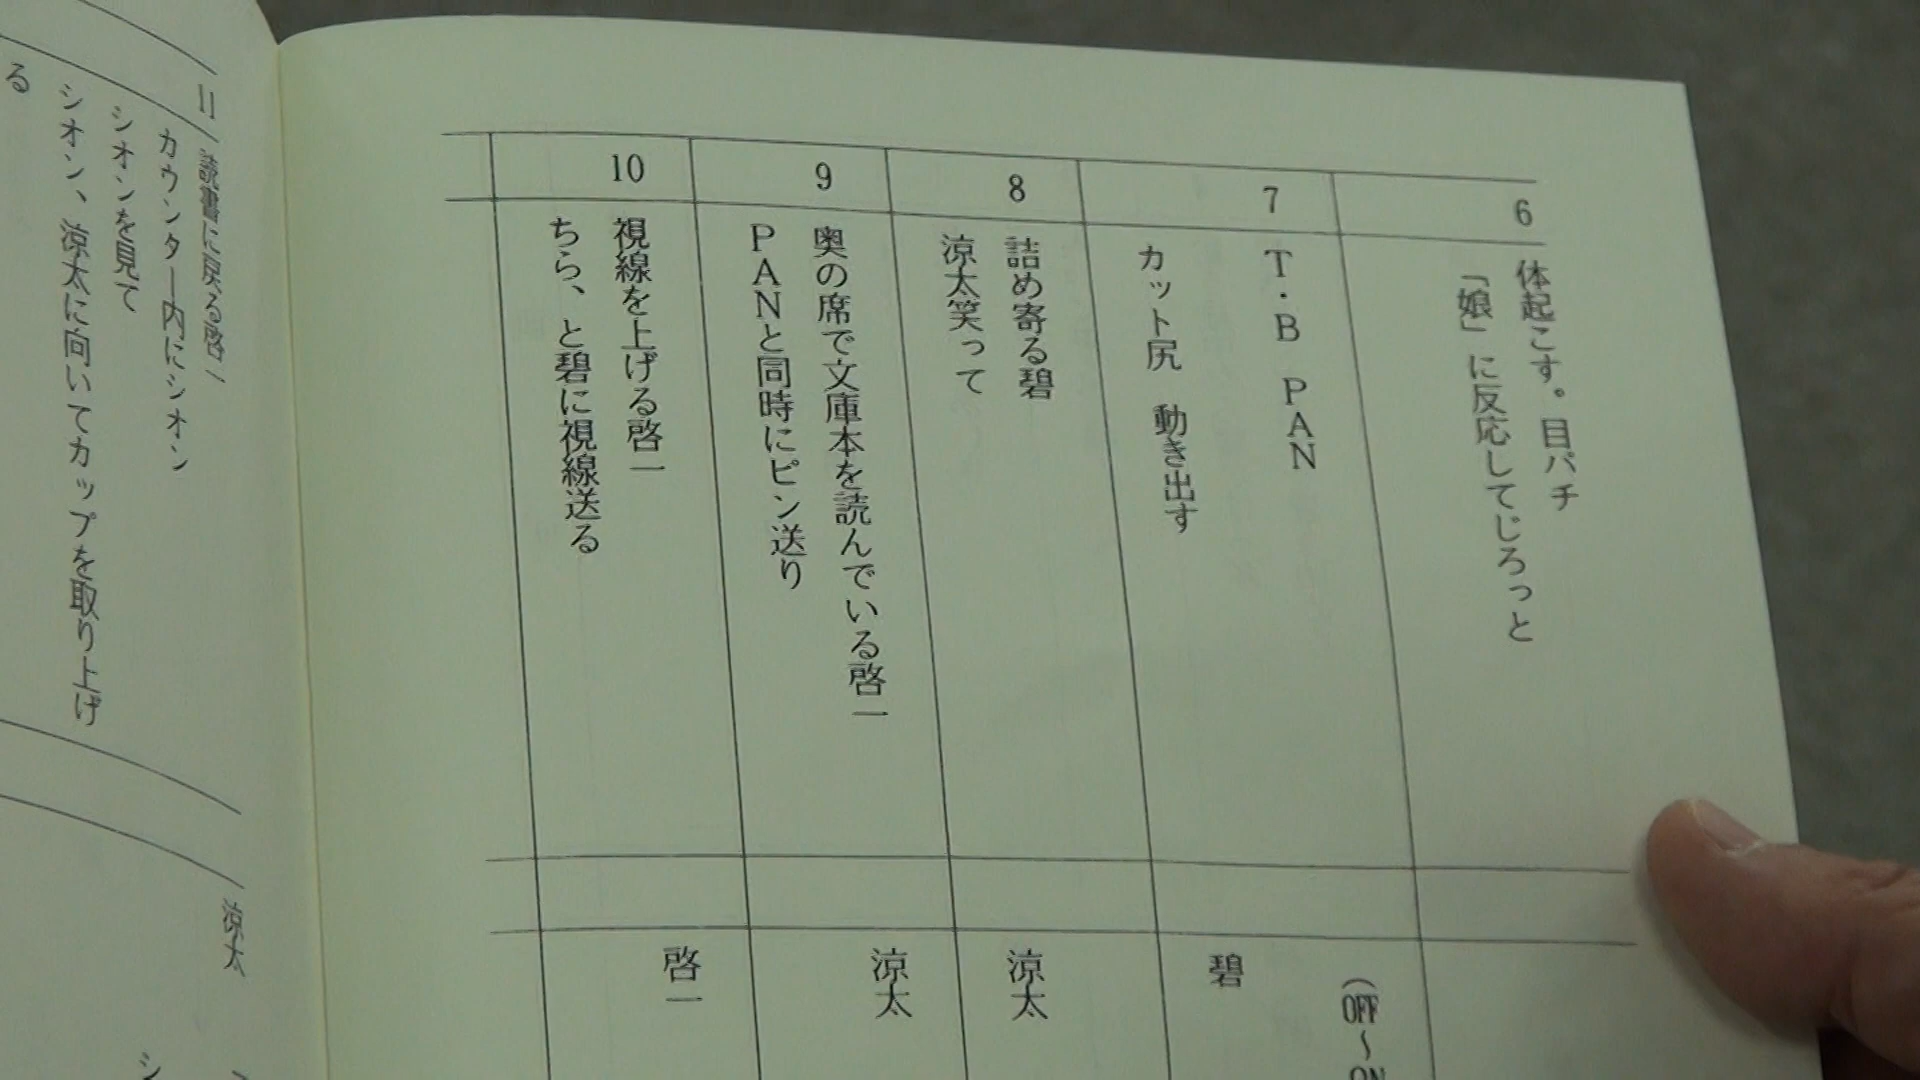 6
体起こす。目パチ
「娘」に反応してじろっと
7
T.B PAN
カット尻 動き出す
(OFF〜ON
碧
8
詰め寄る碧
涼太笑って
涼太
9
奥の席で文庫本を読んでいる啓一
PANと同時にピン送り
涼太
10
視線を上げる啓一
ちら、と碧に視線送る
啓一
11
読書に戻る啓一
カウンター内にシオン
シオンを見て
シオン、涼太に向いてカップを取り上げ
る
涼太
シ